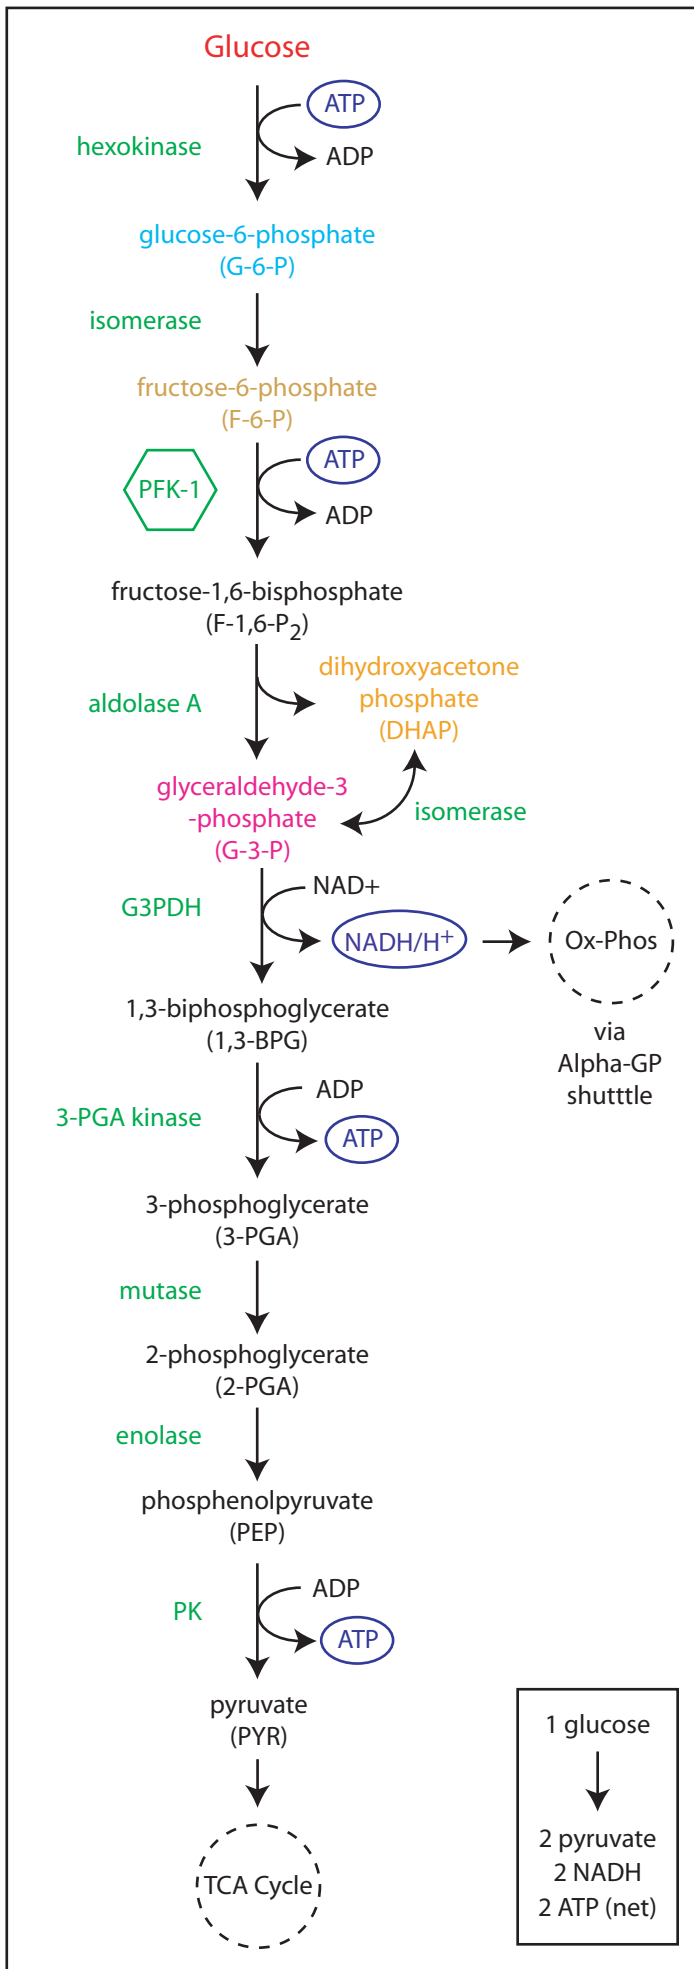 Glucose
ATP
hexokinase
ADP
glucose-6-phosphate
(G-6-P)
isomerase
fructose-6-phosphate
(F-6-P)
ATP
PFK-1
ADP
fructose-1,6-bisphosphate
(F-1,6-P2)
dihydroxyacetone
phosphate
(DHAP)
aldolase A
glyceraldehyde-3
-phosphate
(G-3-P)
isomerase
NAD+
G3PDH
NADH/H+
Ox-Phos
via
Alpha-GP
shutttle
1,3-biphosphoglycerate
(1,3-BPG)
ADP
3-PGA kinase
ATP
3-phosphoglycerate
(3-PGA)
mutase
2-phosphoglycerate
(2-PGA)
enolase
phosphenolpyruvate
(PEP)
ADP
PK
ATP
pyruvate
(PYR)
TCA Cycle
1 glucose
2 pyruvate
2 NADH
2 ATP (net)